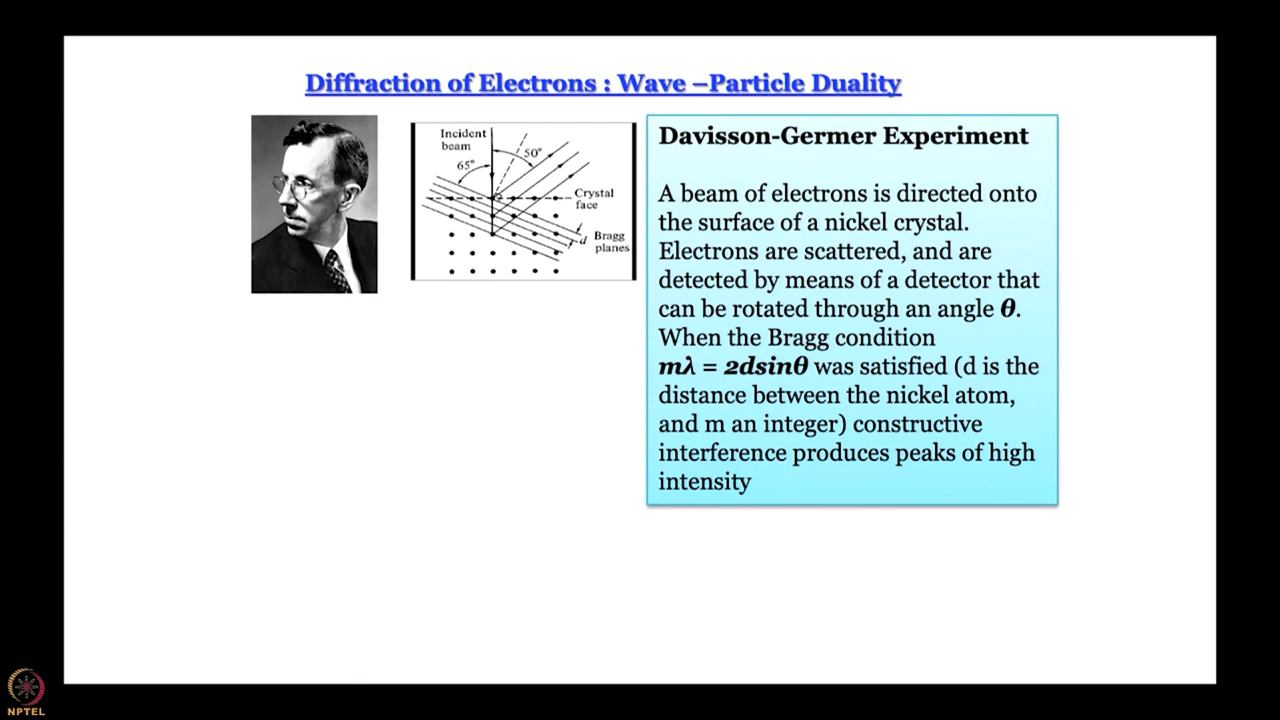 Diffraction of Electrons : Wave –Particle Duality
Incident
beam
50°
65°
Crystal
face
d
Bragg
planes
Davisson-Germer Experiment
A beam of electrons is directed onto
the surface of a nickel crystal.
Electrons are scattered, and are
detected by means of a detector that
can be rotated through an angle θ.
When the Bragg condition
mλ = 2dsinθ was satisfied (d is the
distance between the nickel atom,
and m an integer) constructive
interference produces peaks of high
intensity
NPTEL